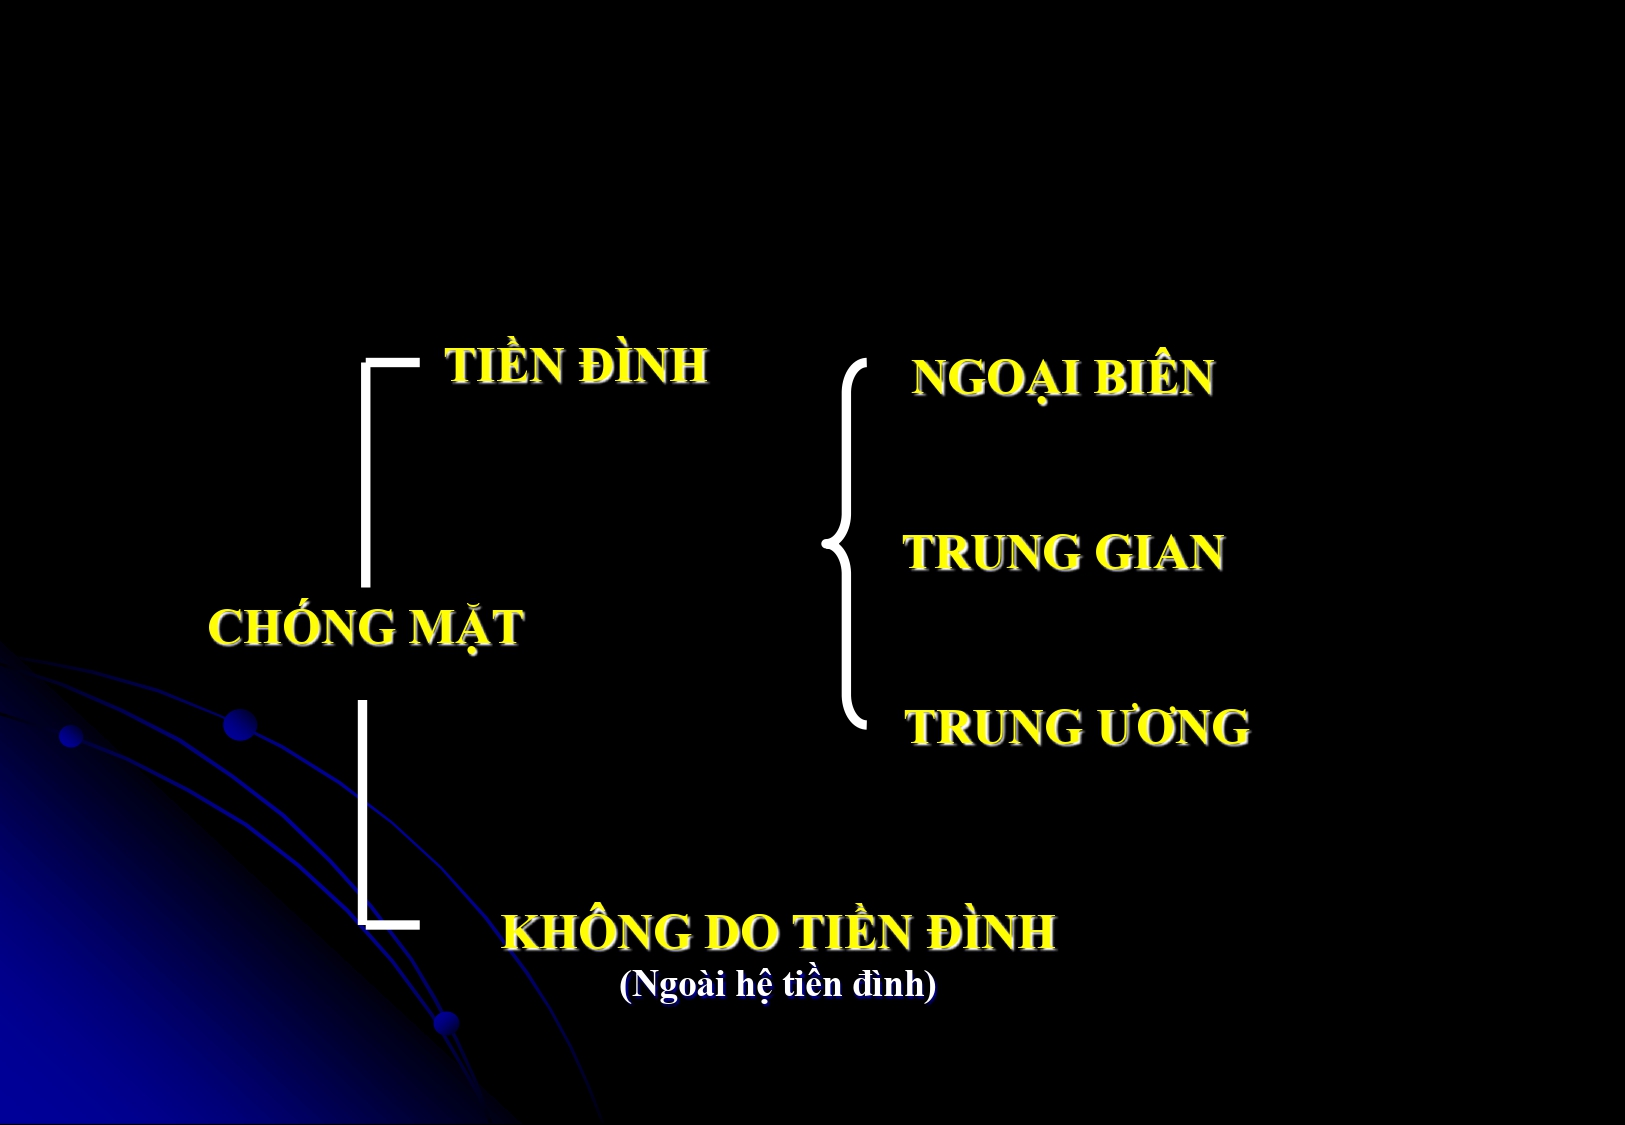 TIỀN ĐÌNH
NGOẠI BIÊN
TRUNG GIAN
CHÓNG MẶT
TRUNG ƯƠNG
KHÔNG DO TIỀN ĐÌNH
(Ngoài hệ tiền đình)